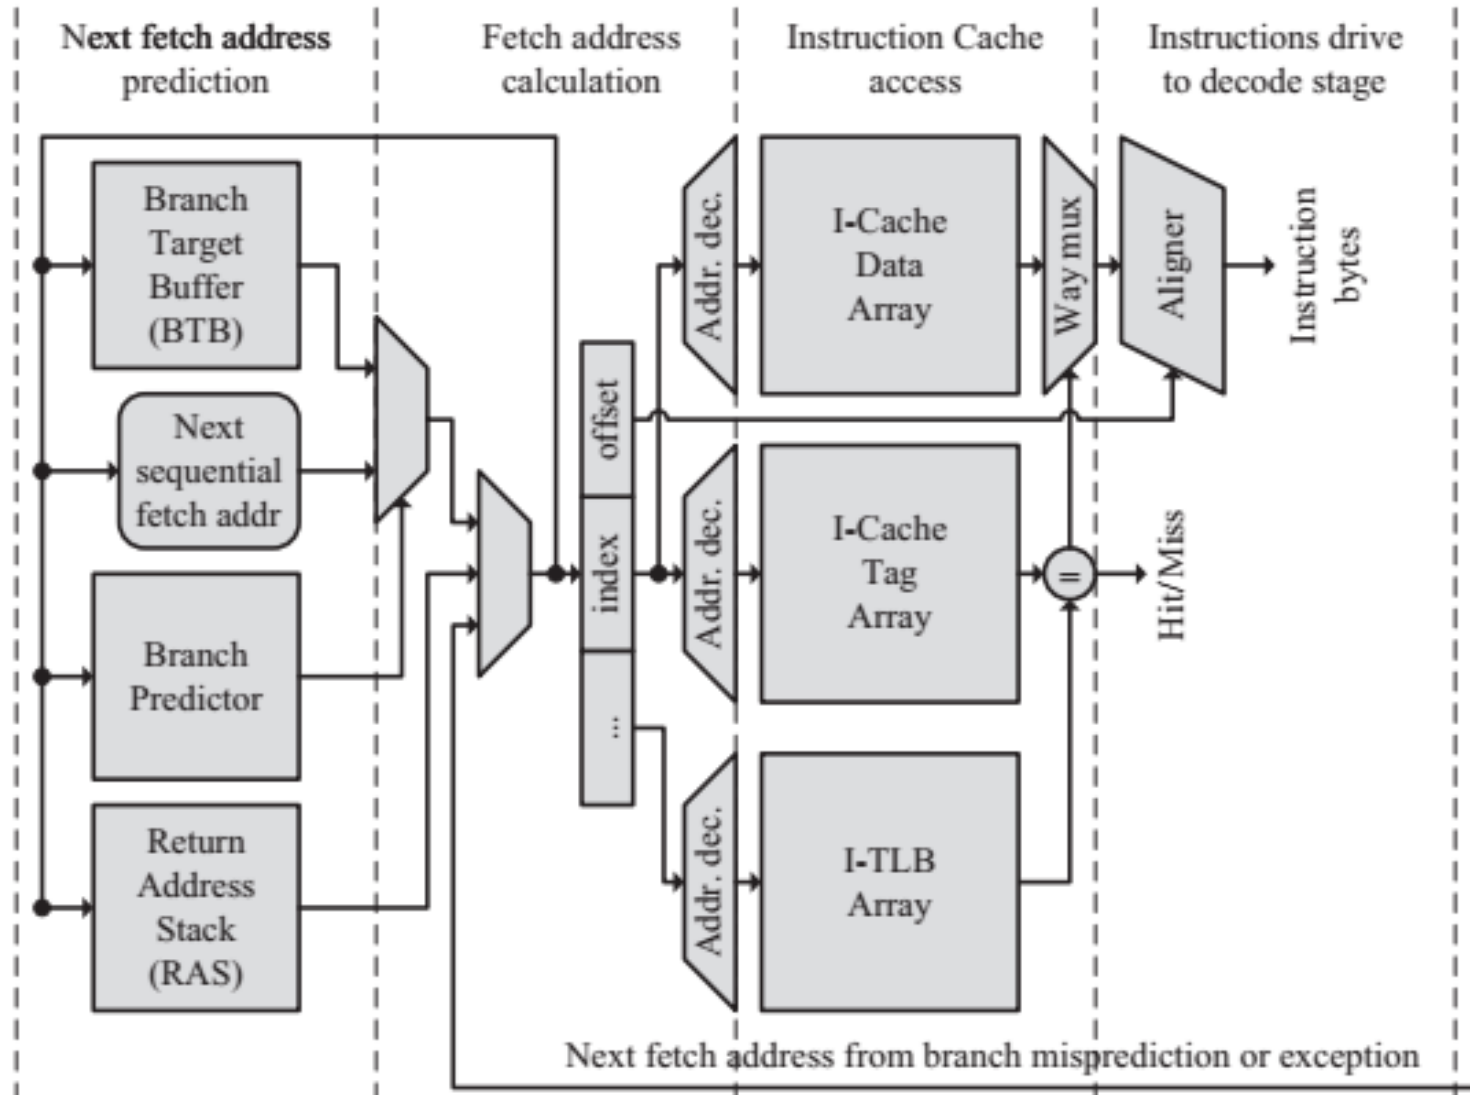 Next fetch address
prediction
Fetch address
calculation
Instruction Cache
access
Instructions drive
to decode stage
Branch
Target
Buffer
(BTB)
Next
sequential
fetch addr
Branch
Predictor
Return
Address
Stack
(RAS)
offset
index
...
Addr. dec.
I-Cache
Data
Array
Way mux
Aligner
Instruction
bytes
Addr. dec.
I-Cache
Tag
Array
=
Hit/Miss
Addr. dec.
I-TLB
Array
Next fetch address from branch misprediction or exception